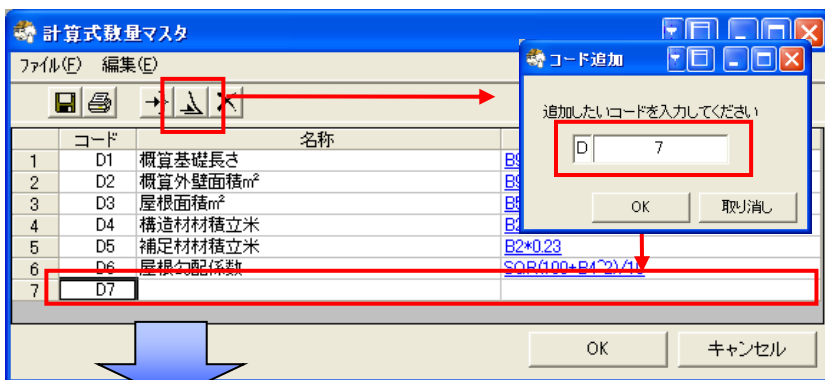 計算式数量マスタ
ファイル(F) 編集(E)
コード 名称
1 D1 概算基礎長さ
2 D2 概算外壁面積m²
3 D3 屋根面積m²
4 D4 構造材材積立米
5 D5 補足材材積立米 B2*0.23
6 D6 屋根勾配係数 SQR(100+B4^2)/10
7 D7
OK キャンセル
コード追加
追加したいコードを入力してください
D 7
OK 取り消し